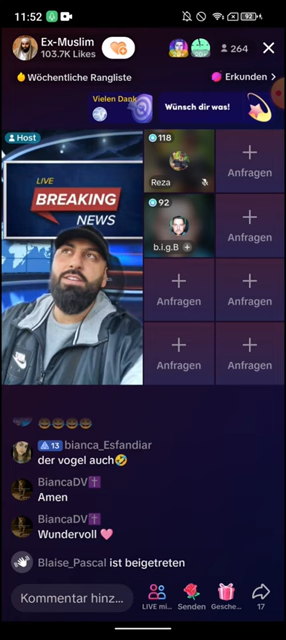 11:52
92
Ex-Muslim
103.7K Likes
264
Wöchentliche Rangliste
Erkunden
Vielen Dank
Wünsch dir was!
Host
LIVE
BREAKING
NEWS
118
Reza
Anfragen
92
b.i.g.B
Anfragen
Anfragen
Anfragen
Anfragen
Anfragen
13 bianca_Esfandiar
der vogel auch🤣
BiancaDV✝️
Amen
BiancaDV✝️
Wundervoll 🩷
Blaise_Pascal ist beigetreten
Kommentar hinz...
LIVE mi...
Senden
Gesche...
17